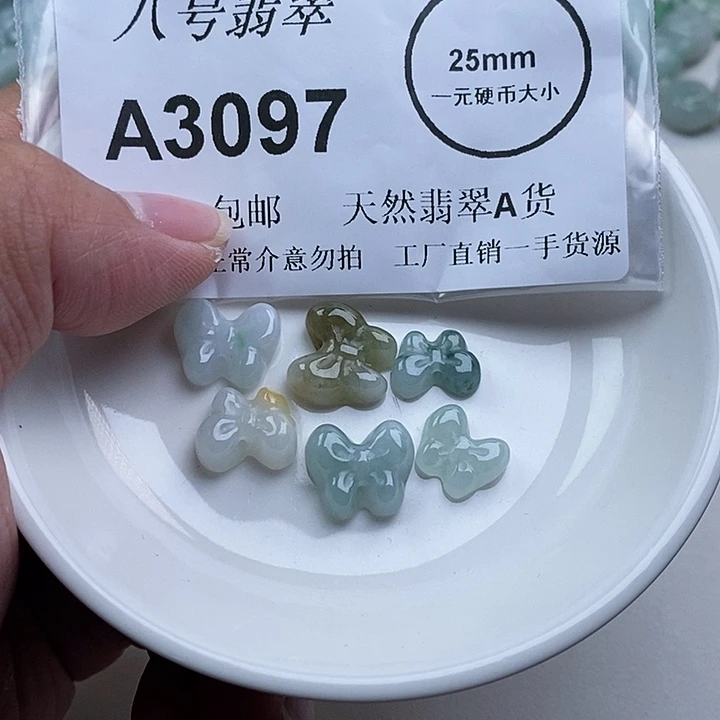 八号翡翠
25mm
一元硬币大小
A3097
包邮 天然翡翠A货
正常介意勿拍 工厂直销一手货源